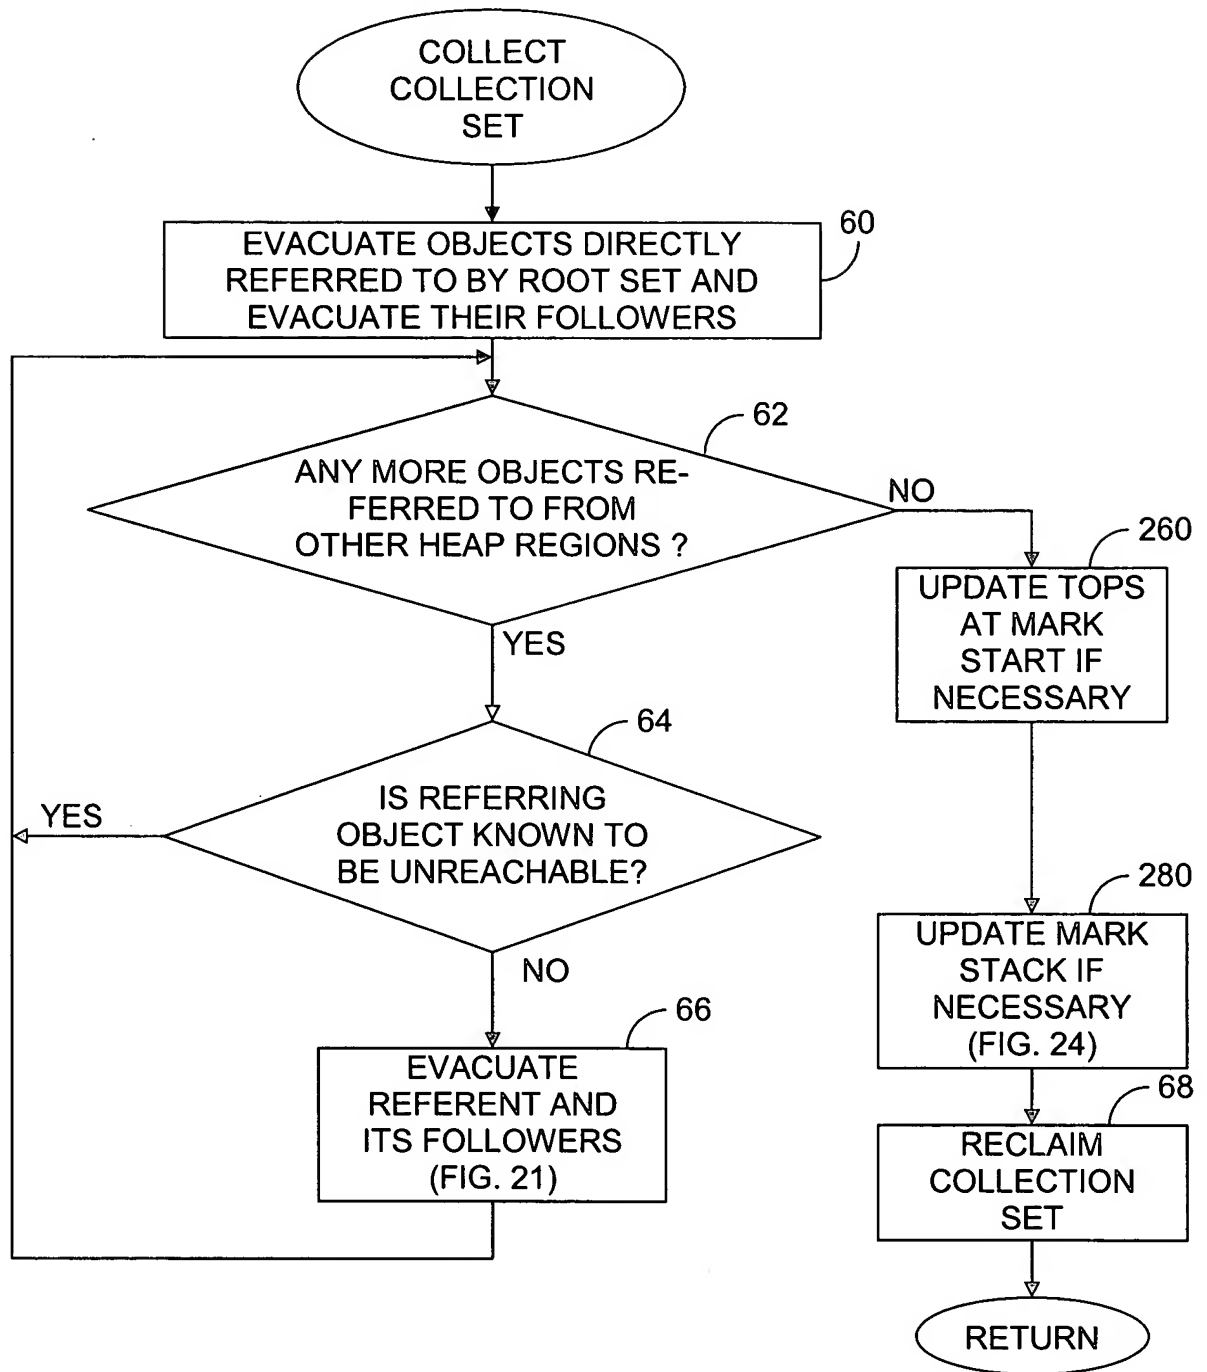 COLLECT
COLLECTION
SET
60
EVACUATE OBJECTS DIRECTLY
REFERRED TO BY ROOT SET AND
EVACUATE THEIR FOLLOWERS
62
ANY MORE OBJECTS RE-
FERRED TO FROM
OTHER HEAP REGIONS ?
NO
YES
260
UPDATE TOPS
AT MARK
START IF
NECESSARY
64
IS REFERRING
OBJECT KNOWN TO
BE UNREACHABLE?
YES
NO
280
UPDATE MARK
STACK IF
NECESSARY
(FIG. 24)
66
EVACUATE
REFERENT AND
ITS FOLLOWERS
(FIG. 21)
68
RECLAIM
COLLECTION
SET
RETURN